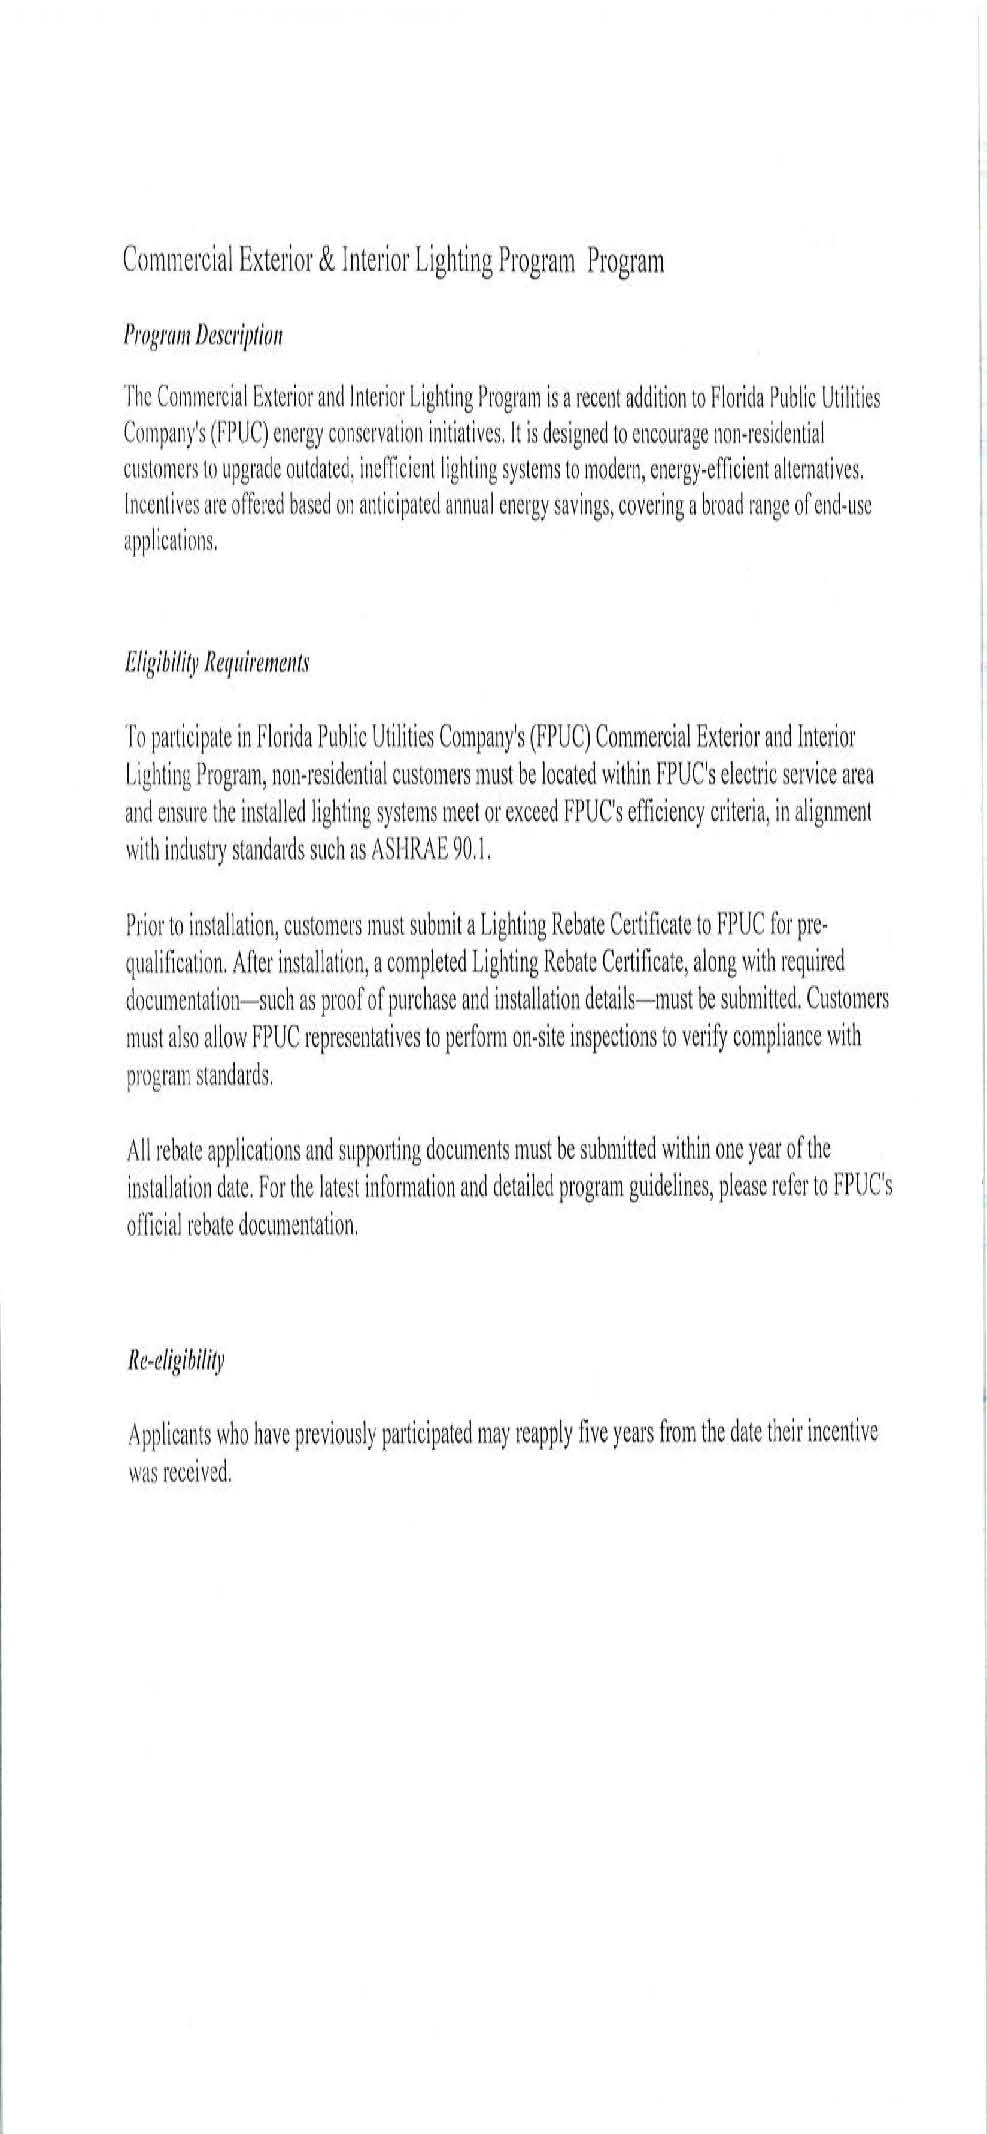 Commercial Exterior & Interior Lighting Program  Program
Program Description
The Commercial Exterior and Interior Lighting Program is a recent addition to Florida Public Utilities
Company's (FPUC) energy conservation initiatives. It is designed to encourage non-residential
customers to upgrade outdated, inefficient lighting systems to modern, energy-efficient alternatives.
Incentives are offered based on anticipated annual energy savings, covering a broad range of end-use
applications.
Eligibility Requirements
To participate in Florida Public Utilities Company's (FPUC) Commercial Exterior and Interior
Lighting Program, non-residential customers must be located within FPUC's electric service area
and ensure the installed lighting systems meet or exceed FPUC's efficiency criteria, in alignment
with industry standards such as ASHRAE 90.1.
Prior to installation, customers must submit a Lighting Rebate Certificate to FPUC for pre-
qualification. After installation, a completed Lighting Rebate Certificate, along with required
documentation—such as proof of purchase and installation details—must be submitted. Customers
must also allow FPUC representatives to perform on-site inspections to verify compliance with
program standards.
All rebate applications and supporting documents must be submitted within one year of the
installation date. For the latest information and detailed program guidelines, please refer to FPUC's
official rebate documentation.
Re-eligibility
Applicants who have previously participated may reapply five years from the date their incentive
was received.